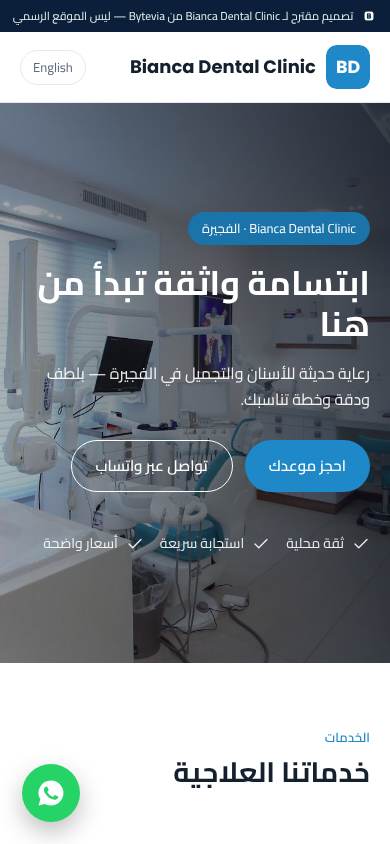 تصميم مقترح لـ Bianca Dental Clinic من Bytevia — ليس الموقع الرسمي
BD
Bianca Dental Clinic
English
Bianca Dental Clinic · الفجيرة
ابتسامة واثقة تبدأ من
هنا
رعاية حديثة للأسنان والتجميل في الفجيرة — بلطف
ودقة وخطة تناسبك.
احجز موعدك
تواصل عبر واتساب
ثقة محلية
استجابة سريعة
أسعار واضحة
الخدمات
خدماتنا العلاجية